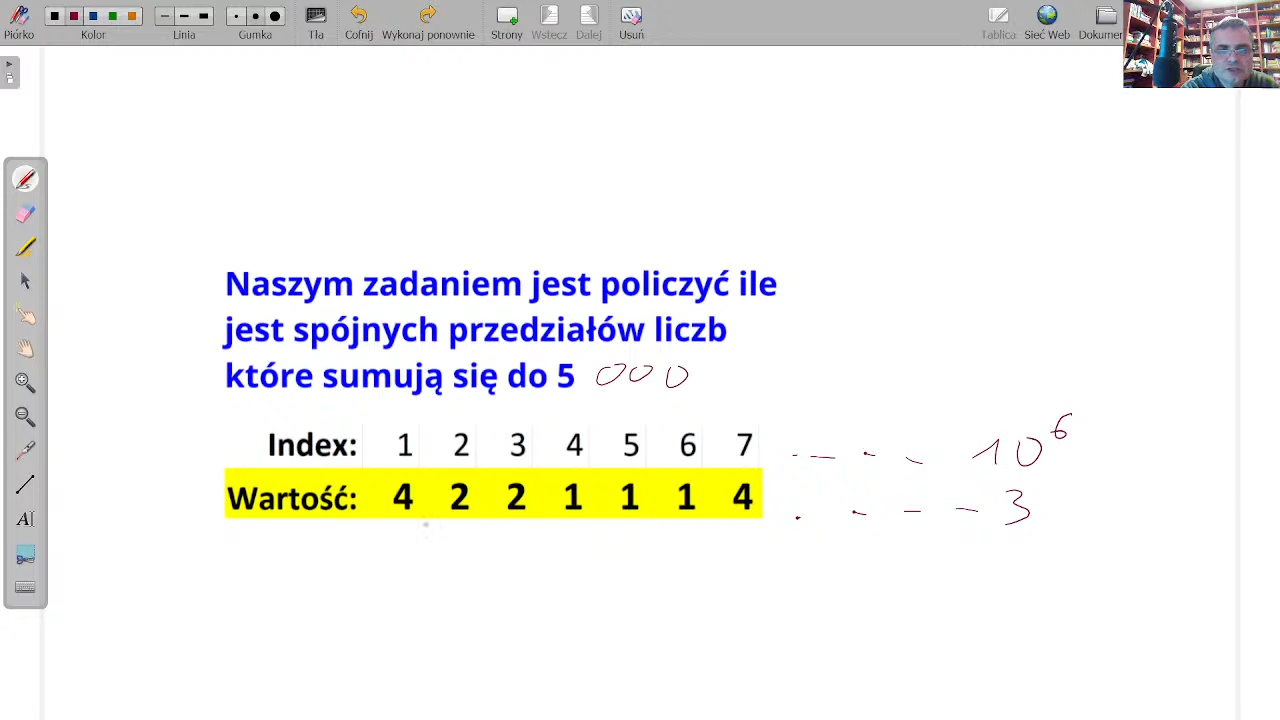 Piórko Kolor Linia Gumka Tła Cofnij Wykonaj ponownie Strony Wstecz Dalej Usuń Tablica Sieć Web Dokumen
Naszym zadaniem jest policzyć ile
jest spójnych przedziałów liczb
które sumują się do 5 000
Index: 1 2 3 4 5 6 7 10^6
Wartość: 4 2 2 1 1 1 4 3